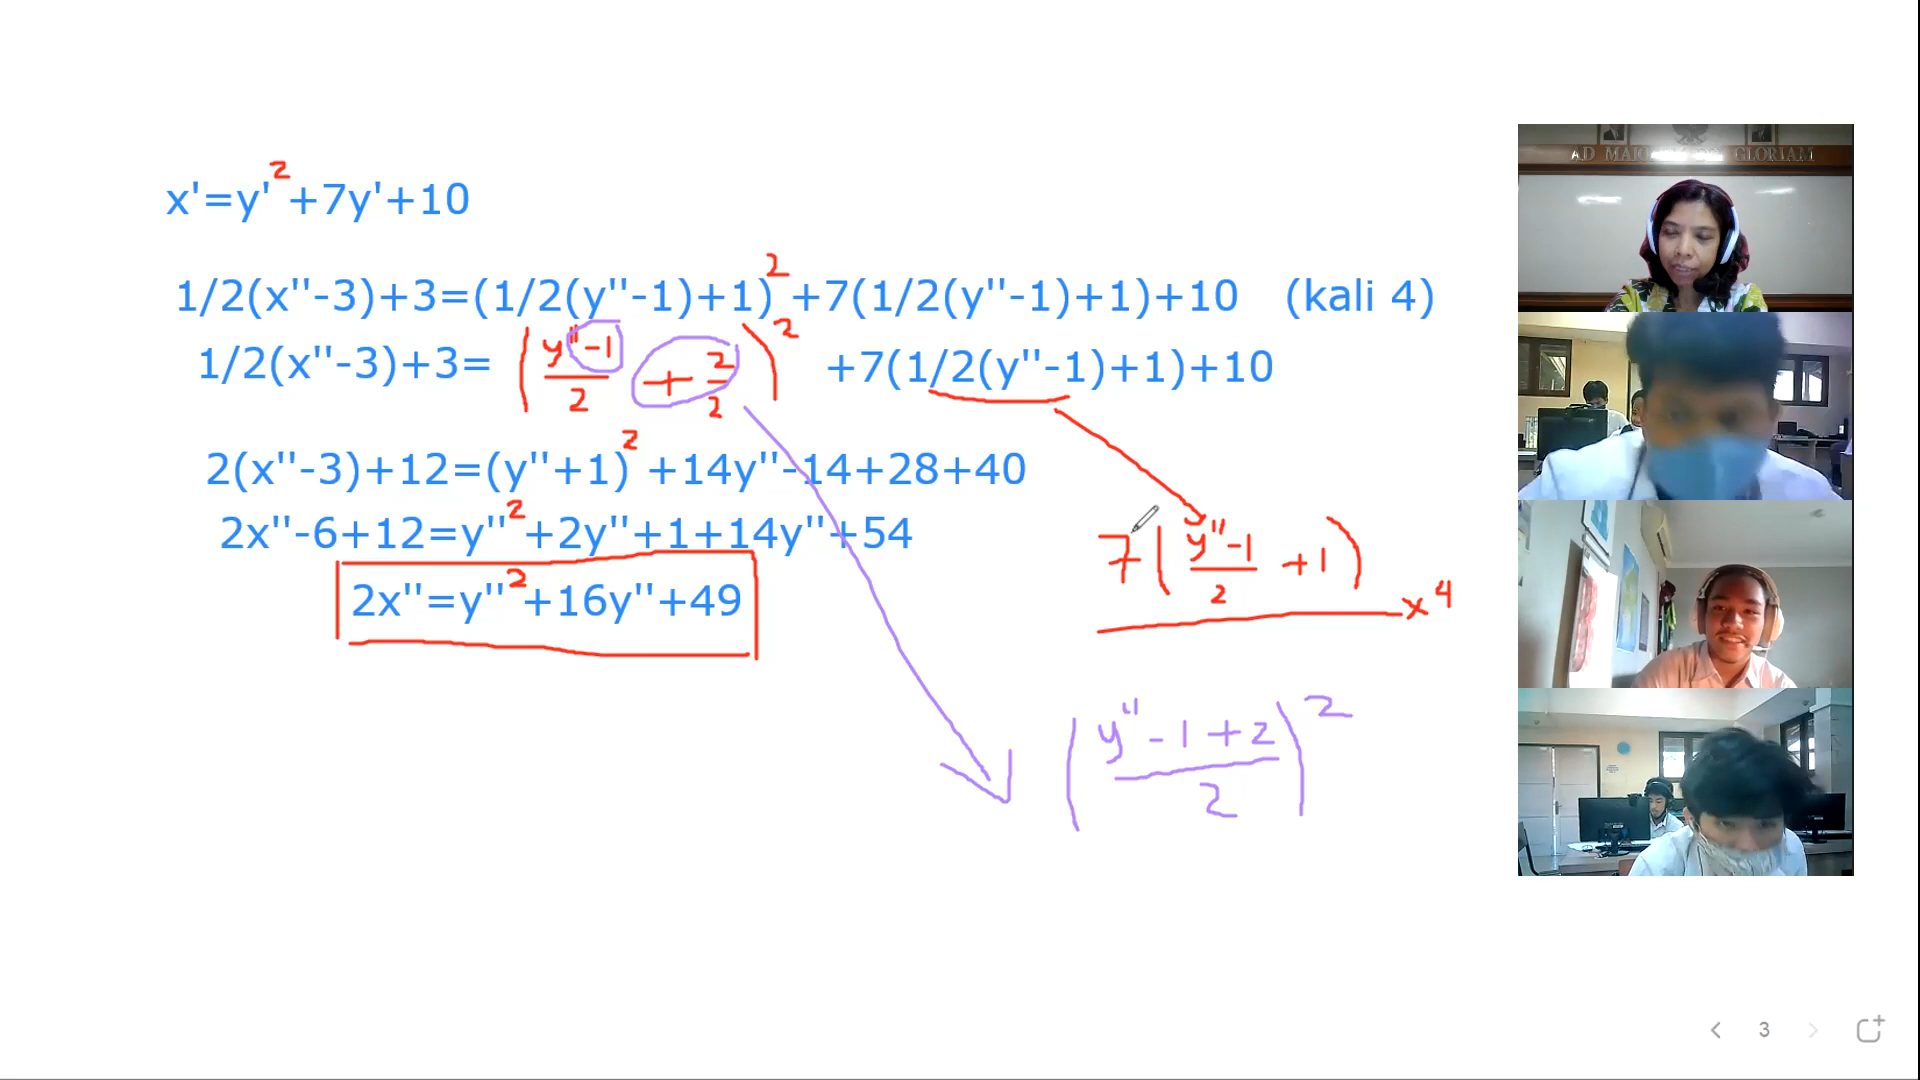 x'=y'²+7y'+10
1/2(x''-3)+3=(1/2(y''-1)+1)²+7(1/2(y''-1)+1)+10 (kali 4)
1/2(x''-3)+3= (y''-1/2 + 2/2)² +7(1/2(y''-1)+1)+10
2(x''-3)+12=(y''+1)²+14y''-14+28+40
2x''-6+12=y''²+2y''+1+14y''+54
2x''=y''²+16y''+49
7(y''-1/2 +1)
x4
(y''-1+2/2)²
GLORIAM
3